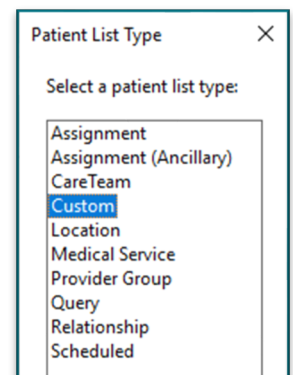 Patient List Type
Select a patient list type:
Assignment
Assignment (Ancillary)
CareTeam
Custom
Location
Medical Service
Provider Group
Query
Relationship
Scheduled